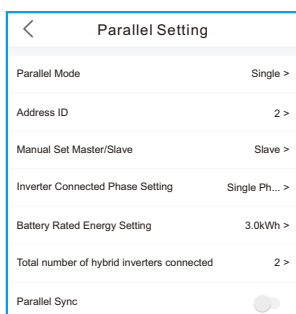 Parallel Setting
Parallel Mode Single >
Address ID 2 >
Manual Set Master/Slave Slave >
Inverter Connected Phase Setting Single Ph... >
Battery Rated Energy Setting 3.0kWh >
Total number of hybrid inverters connected 2 >
Parallel Sync